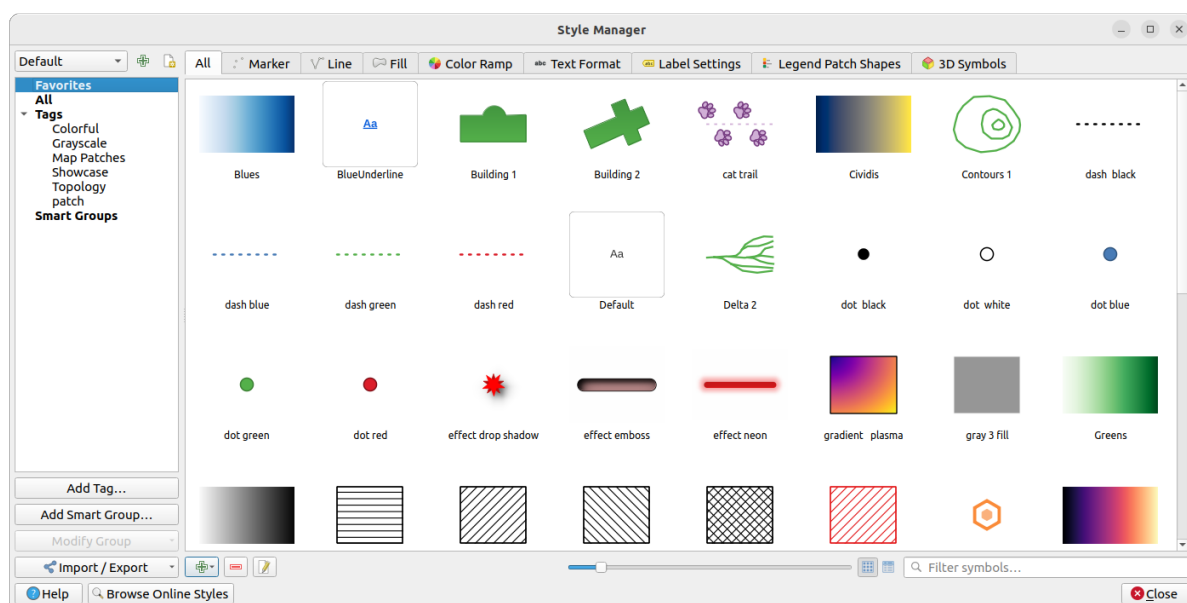 Style Manager
Default
All
Marker
Line
Fill
Color Ramp
abc Text Format
abc Label Settings
Legend Patch Shapes
3D Symbols
Favorites
All
Tags
Colorful
Grayscale
Map Patches
Showcase
Topology
patch
Smart Groups
Aa
Blues
BlueUnderline
Building 1
Building 2
cat trail
Cividis
Contours 1
dash black
Aa
dash blue
dash green
dash red
Default
Delta 2
dot black
dot white
dot blue
dot green
dot red
effect drop shadow
effect emboss
effect neon
gradient plasma
gray 3 fill
Greens
Add Tag...
Add Smart Group...
Modify Group
Import / Export
Filter symbols...
Help
Browse Online Styles
Close